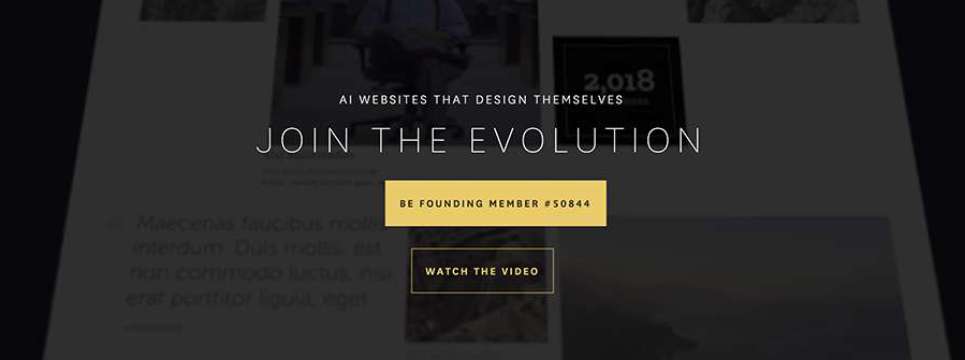 2,018
AI WEBSITES THAT DESIGN THEMSELVES
JOIN THE EVOLUTION
BE FOUNDING MEMBER #50844
Maecenas faucibus mollis
interdum. Duis mollis, est
non commodo luctus, nisi
erat porttitor ligula, eget
WATCH THE VIDEO